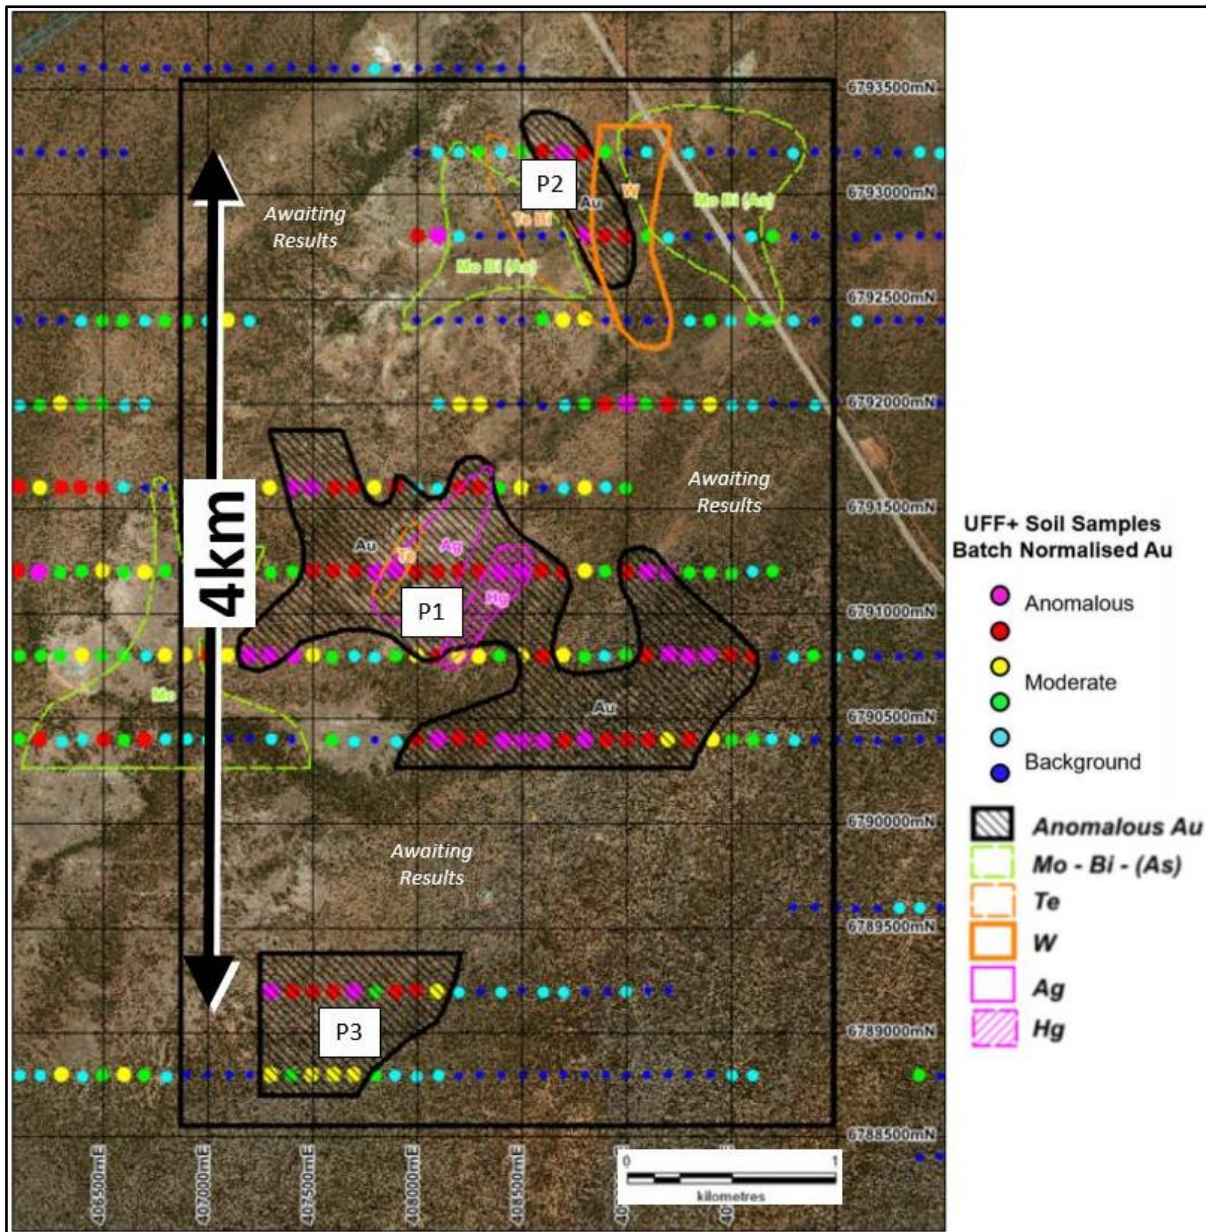 6793500mN
P2
W
Au
Mo Bi (As)
6793000mN
Awaiting
Results
Te Bi
Mo Bi (As)
6792500mN
6792000mN
Awaiting
Results
4km
6791500mN
Au
Te
Ag
Hg
P1
6791000mN
Mo
Au
6790500mN
6790000mN
Awaiting
Results
6789500mN
P3
6789000mN
6788500mN
406500mE
407000mE
407500mE
408000mE
408500mE
0 1
kilometres
UFF+ Soil Samples
Batch Normalised Au
Anomalous
Moderate
Background
Anomalous Au
Mo - Bi - (As)
Te
W
Ag
Hg